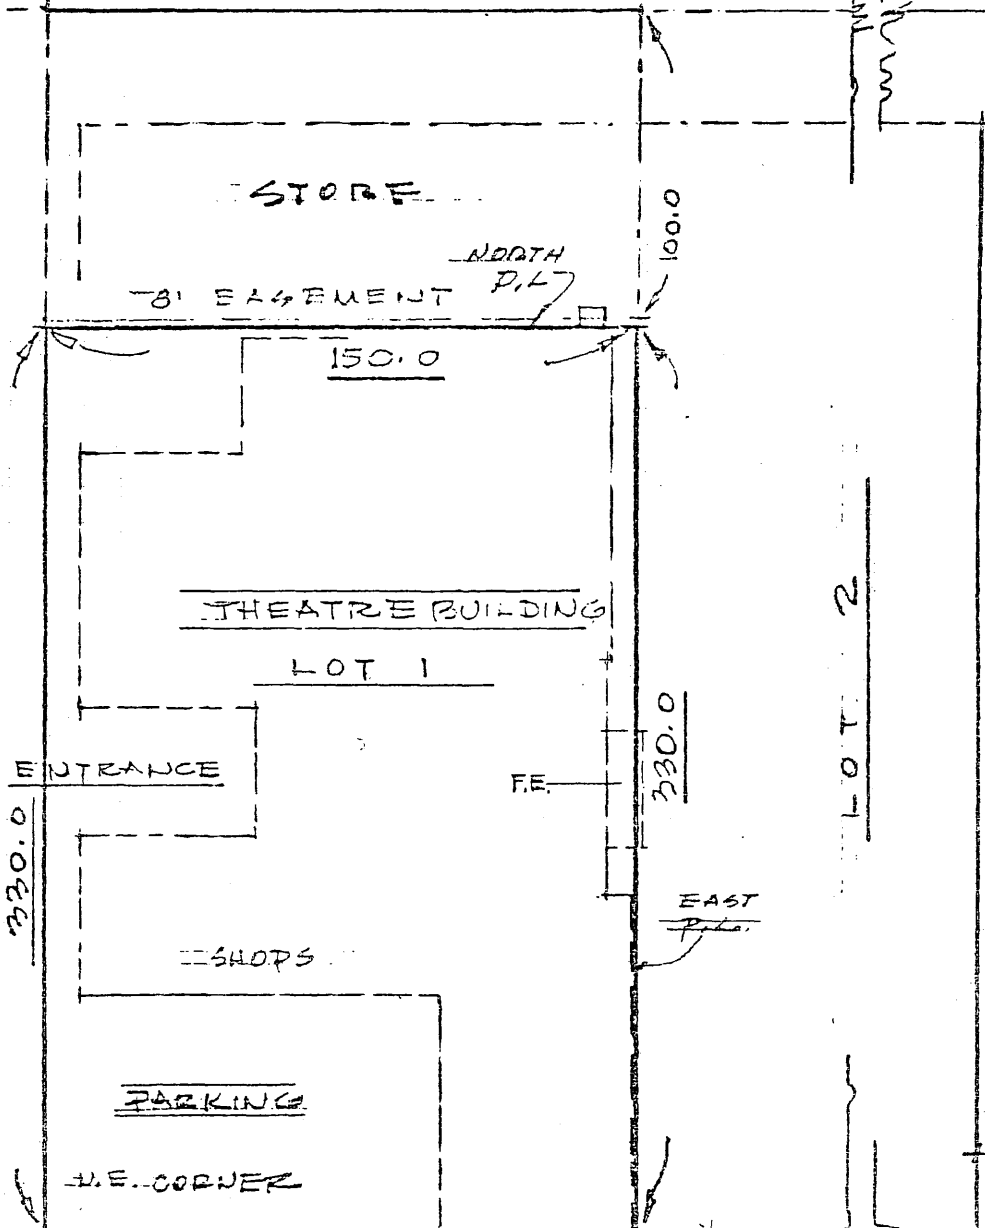 STORE
100.0
NORTH
P.L
8' EASEMENT
150.0
THEATRE BUILDING
LOT 1
LOT 2
330.0
ENTRANCE
F.E.
330.0
EAST
P.L.
SHOPS
PARKING
N.E. CORNER